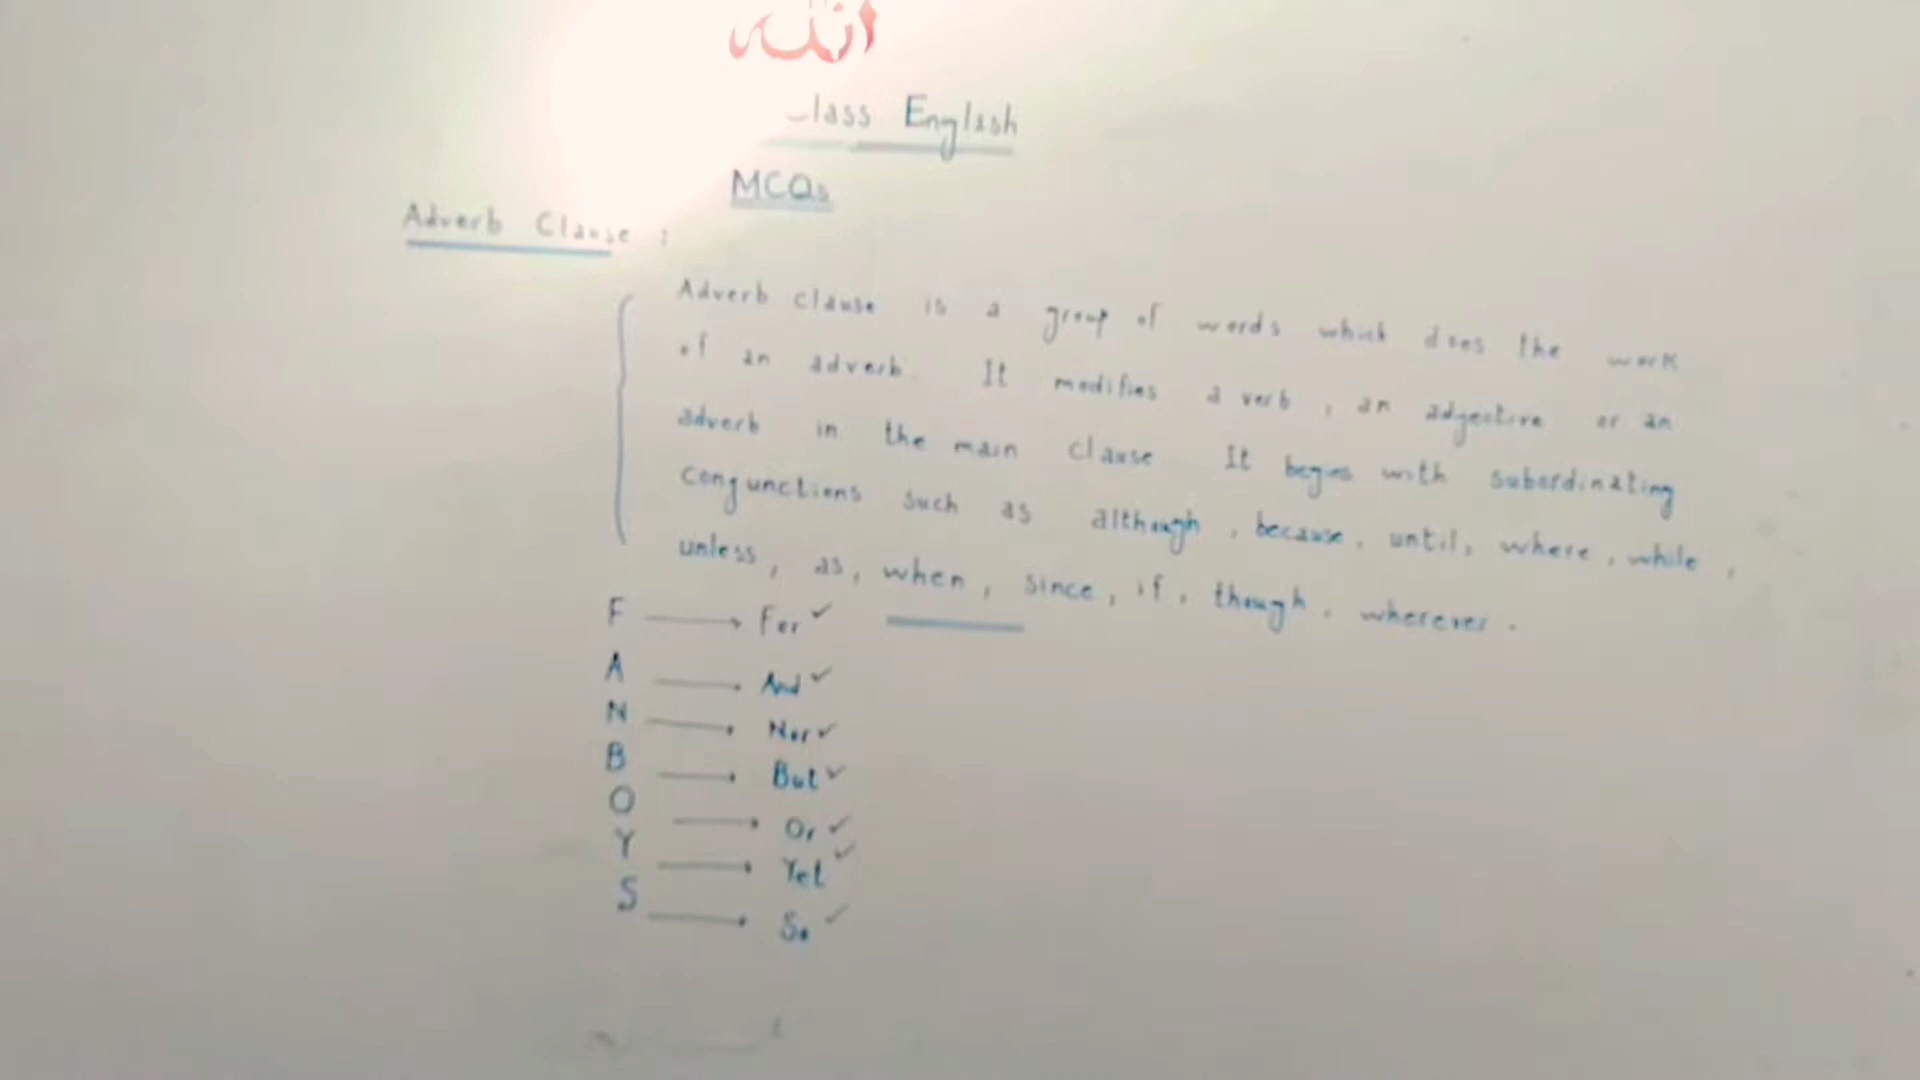 الله
Class English
MCQs
Adverb Clause :
Adverb clause is a group of words which does the work
of an adverb. It modifies a verb, an adjective or an
adverb in the main clause It begins with subordinating
conjunctions such as although, because, until, where, while,
unless, as, when, since, if, though, wherever.
F → For ✓
A → And ✓
N → Nor ✓
B → But ✓
O → Or ✓
Y → Yet ✓
S → So ✓